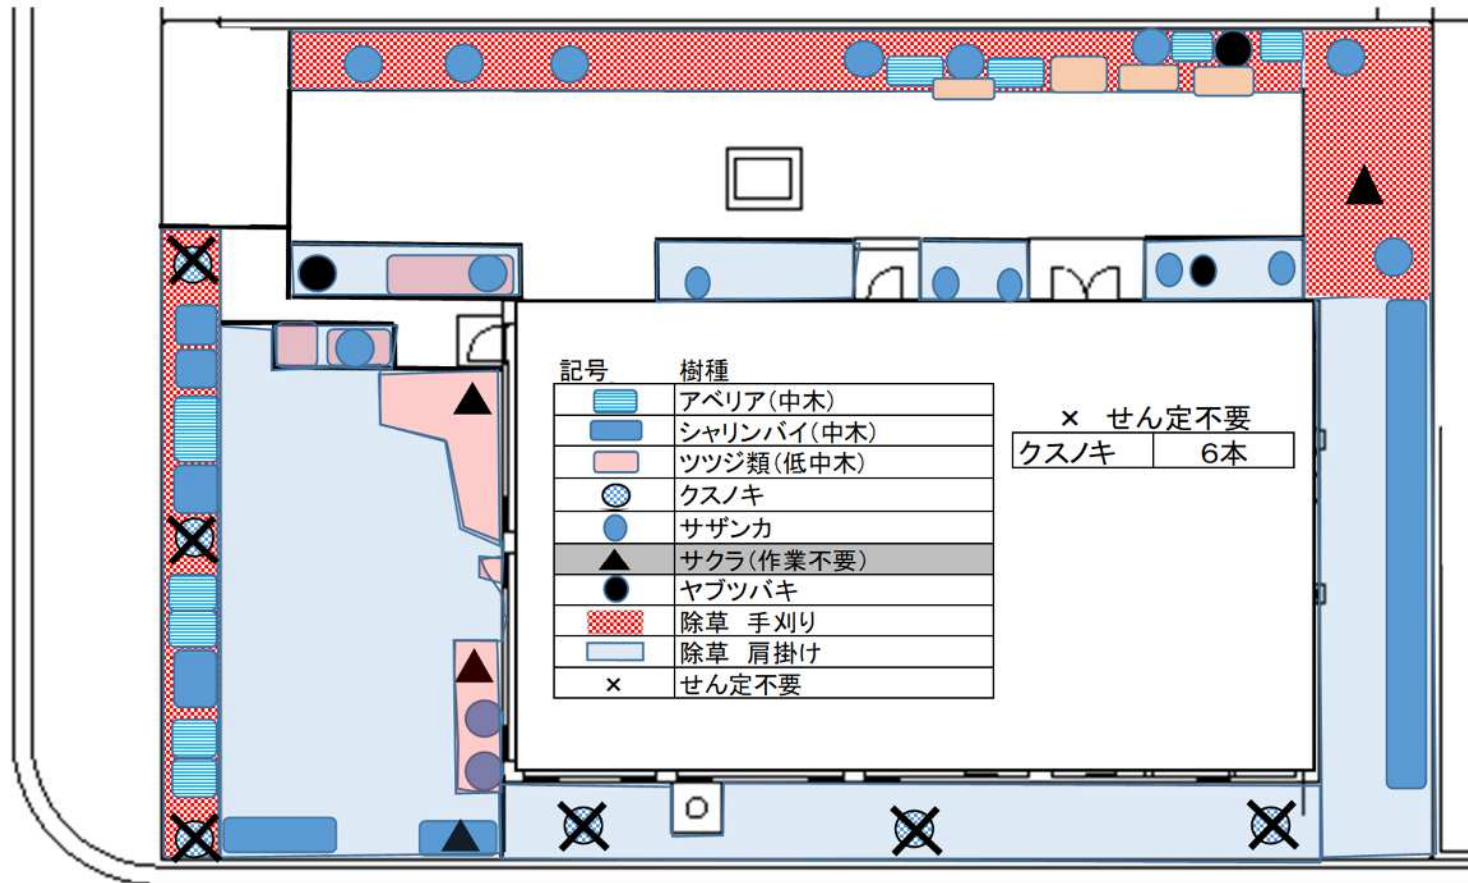 記号 樹種
アベリア(中木)
シャリンバイ(中木)
ツツジ類(低中木)
クスノキ
サザンカ
サクラ(作業不要)
ヤブツバキ
除草 手刈り
除草 肩掛け
× せん定不要
× せん定不要
クスノキ 6本